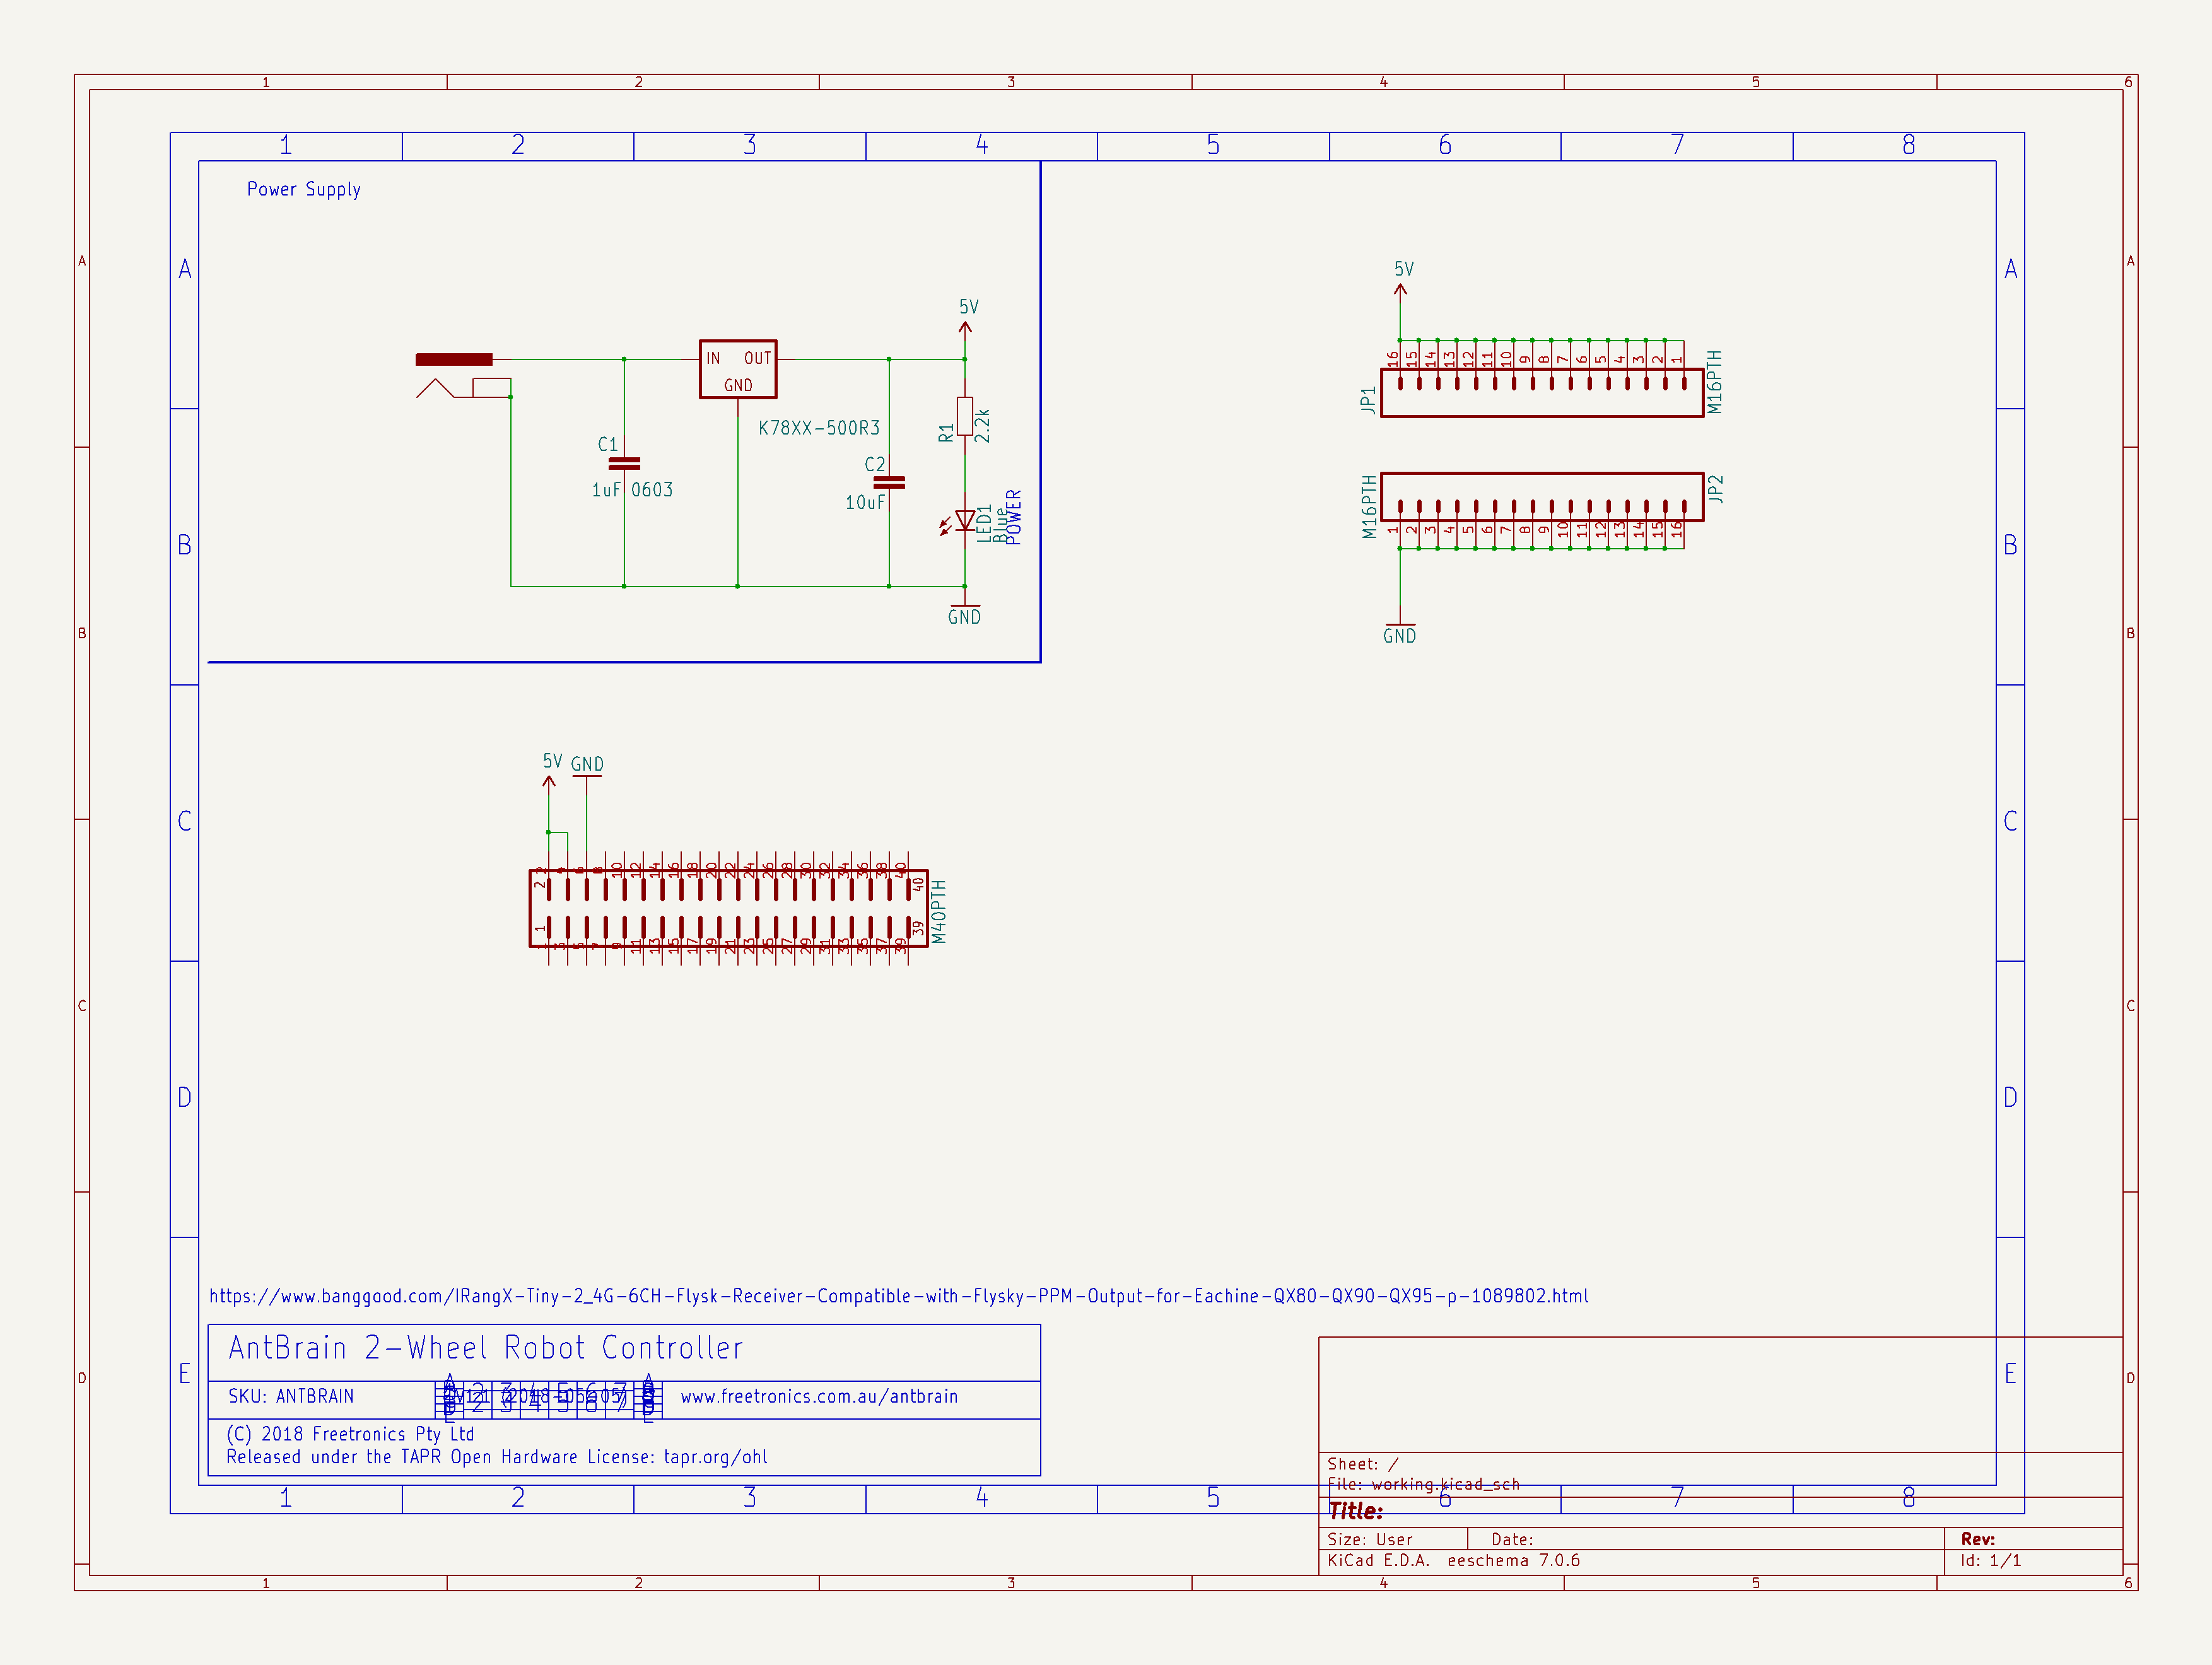 1 2 3 4 5 6
1 2 3 4 5 6 7 8
Power Supply
A A
A A
5V
5V
IN OUT
GND
16 15 14 13 12 11 10 9 8 7 6 5 4 3 2 1
JP1
M16PTH
K78XX-500R3
R1
2.2k
C1
1uF 0603
C2
10uF
LED1
Blue
POWER
M16PTH
JP2
1 2 3 4 5 6 7 8 9 10 11 12 13 14 15 16
B B
GND
GND
B B
5V GND
C C
10 12 14 16 18 20 22 24 26 28 30 32 34 36 38 40
2 40
M40PTH
1 39
11 13 15 17 19 21 23 25 27 29 31 33 35 37 39
C C
D D
https://www.banggood.com/IRangX-Tiny-2_4G-6CH-Flysk-Receiver-Compatible-with-Flysky-PPM-Output-for-Eachine-QX80-QX90-QX95-p-1089802.html
AntBrain 2-Wheel Robot Controller
E E
D D
SKU: ANTBRAIN
www.freetronics.com.au/antbrain
(C) 2018 Freetronics Pty Ltd
Released under the TAPR Open Hardware License: tapr.org/ohl
Sheet: /
File: working.kicad_sch
1 2 3 4 5 6 7 8
Title:
Size: User Date: Rev:
KiCad E.D.A. eeschema 7.0.6 Id: 1/1
1 2 3 4 5 6